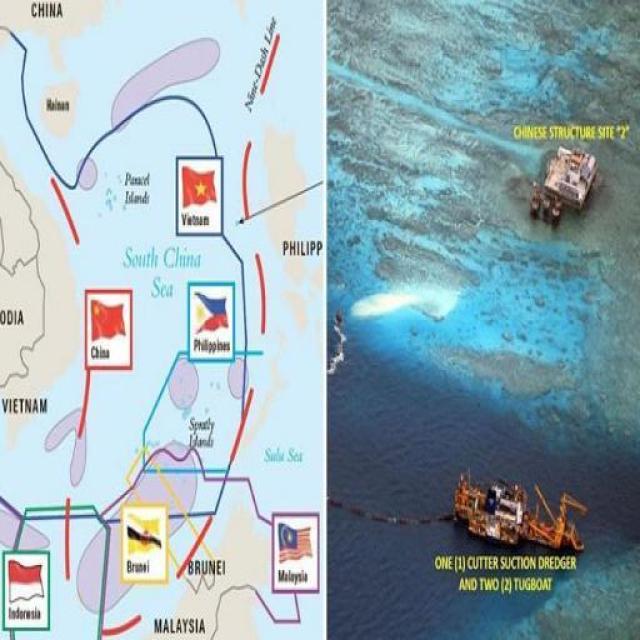 CHINA
Nine-Dash Line
Hainan
Paracel
Islands
Vietnam
South China
Sea
PHILIPP
ODIA
China
Philippines
VIETNAM
Spratly
Islands
Sulu Sea
Brunei
BRUNEI
Malaysia
Indonesia
MALAYSIA
CHINESE STRUCTURE SITE "2"
ONE (1) CUTTER SUCTION DREDGER
AND TWO (2) TUGBOAT